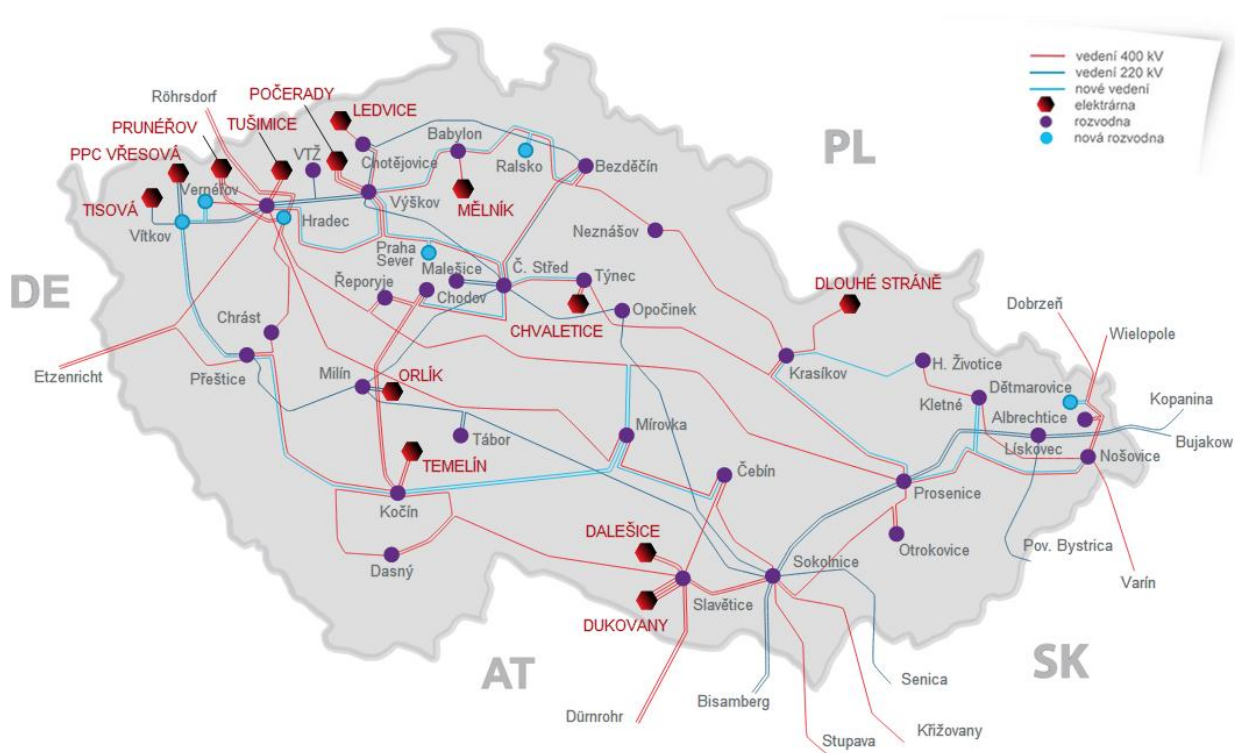 vedení 400 kV
vedení 220 kV
nové vedení
elektrárna
rozvodna
nová rozvodna
Röhrsdorf
POČERADY
LEDVICE
TUŠIMICE
PRUNÉŘOV
PPC VŘESOVÁ
VTŽ
Chotějovice
Babylon
Ralsko
Bezděčín
PL
TISOVÁ
Vernéřov
Vítkov
Hradec
Výškov
MĚLNÍK
Neznášov
DE
Praha
Sever
Malešice
Č. Střed
Týnec
Řeporyje
Chodov
CHVALETICE
Opočinek
DLOUHÉ STRÁNĚ
Dobrzeň
Wielopole
Chrást
Etzenricht
Přeštice
Milín
ORLÍK
Krasíkov
H. Životice
Dětmarovice
Kletné
Albrechtice
Kopanina
Bujakow
Lískovec
Nošovice
Tábor
Mírovka
TEMELÍN
Čebín
Prosenice
Kočín
DALEŠICE
Otrokovice
Pov. Bystrica
Dasný
Sokolnice
Varín
Slavětice
DUKOVANY
AT
SK
Senica
Bisamberg
Dürnrohr
Křižovany
Stupava